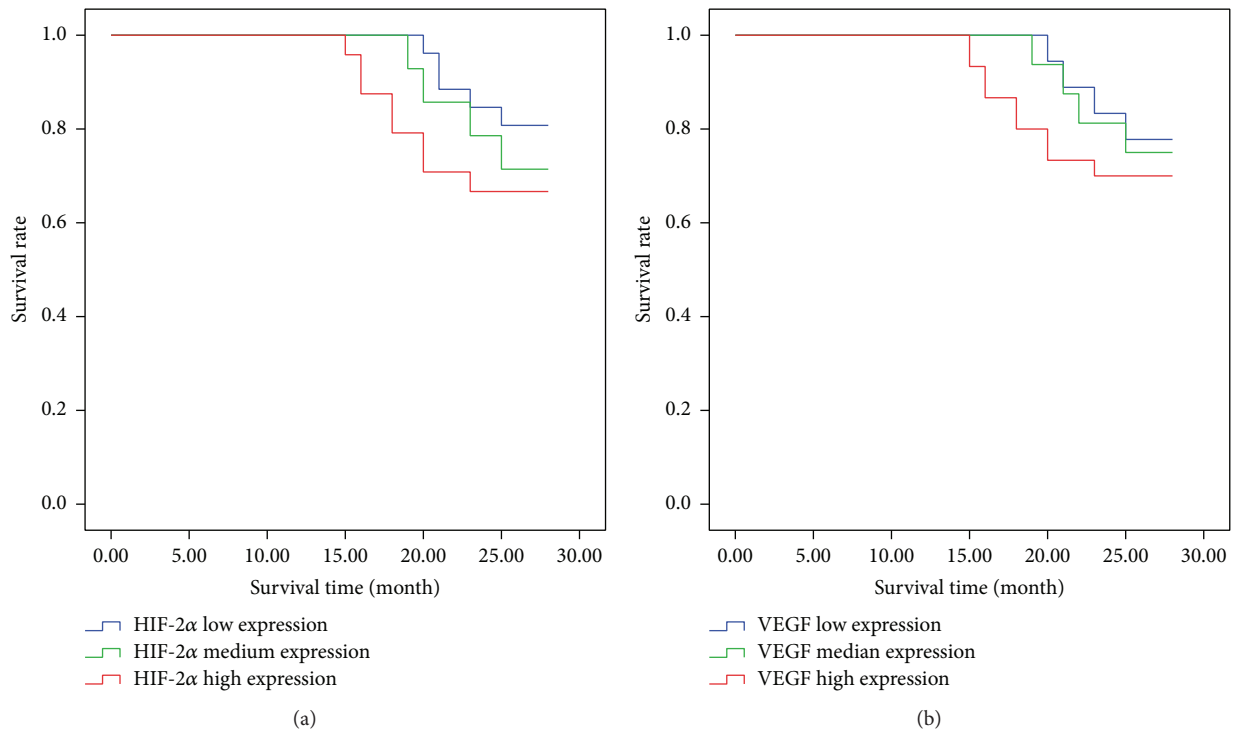 1.0
0.8
0.6
0.4
0.2
0.0
Survival rate
0.00 5.00 10.00 15.00 20.00 25.00 30.00
Survival time (month)
HIF-2α low expression
HIF-2α medium expression
HIF-2α high expression
(a)
1.0
0.8
0.6
0.4
0.2
0.0
Survival rate
0.00 5.00 10.00 15.00 20.00 25.00 30.00
Survival time (month)
VEGF low expression
VEGF median expression
VEGF high expression
(b)